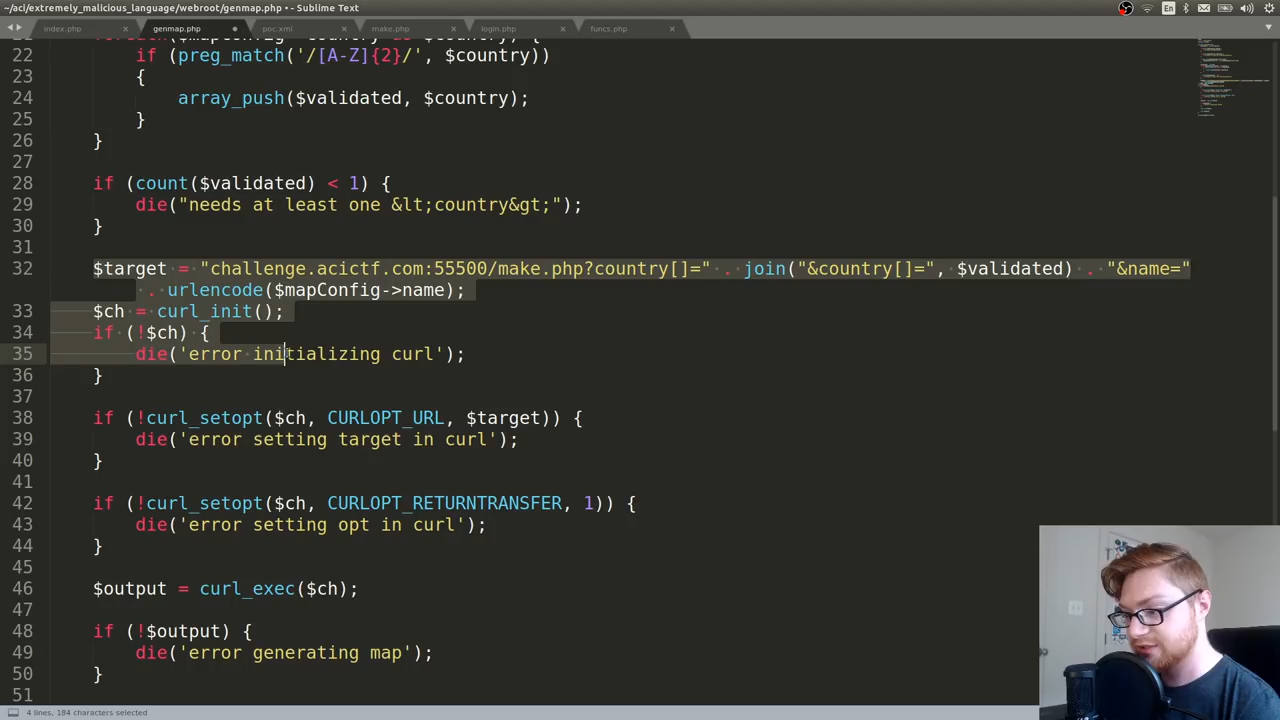 ~/aci/extremely_malicious_language/webroot/genmap.php • - Sublime Text
En
index.php
genmap.php
poc.xml
make.php
login.php
funcs.php
22 if (preg_match('/[A-Z]{2}/', $country))
23 {
24 array_push($validated, $country);
25 }
26 }
27
28 if (count($validated) < 1) {
29 die("needs at least one &lt;country&gt;");
30 }
31
32 $target = "challenge.acictf.com:55500/make.php?country[]=" . join("&country[]=", $validated) . "&name="
. urlencode($mapConfig->name);
33 $ch = curl_init();
34 if (!$ch) {
35 die('error initializing curl');
36 }
37
38 if (!curl_setopt($ch, CURLOPT_URL, $target)) {
39 die('error setting target in curl');
40 }
41
42 if (!curl_setopt($ch, CURLOPT_RETURNTRANSFER, 1)) {
43 die('error setting opt in curl');
44 }
45
46 $output = curl_exec($ch);
47
48 if (!$output) {
49 die('error generating map');
50 }
51
4 lines, 184 characters selected